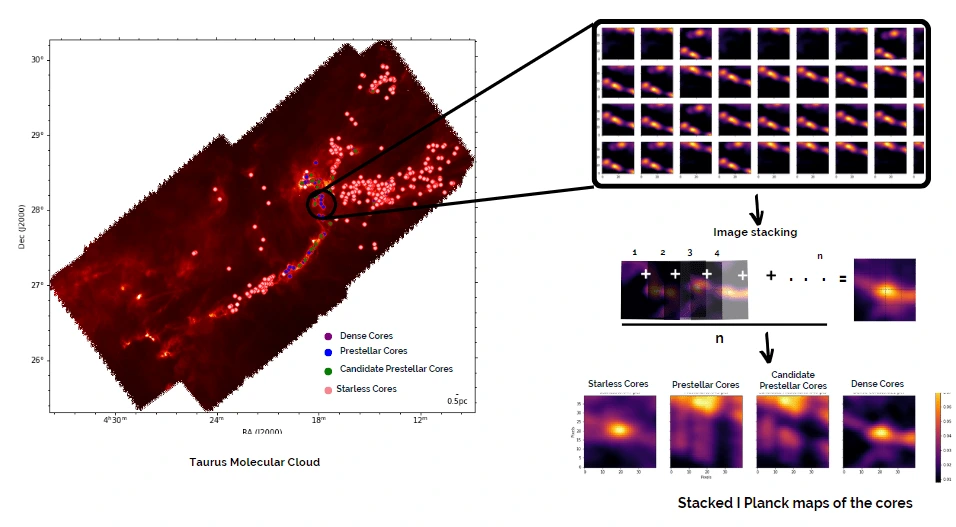 30°
29°
28°
27°
26°
Dec (J2000)
4ʰ30ᵐ
24ᵐ
18ᵐ
12ᵐ
RA (J2000)
Dense Cores
Prestellar Cores
Candidate Prestellar Cores
Starless Cores
0.5pc
Taurus Molecular Cloud
Image stacking
1 2 3 4 n
+ + + + + . . . =
n
Starless Cores
Prestellar Cores
Candidate
Prestellar Cores
Dense Cores
Stacked I Planck maps of the cores